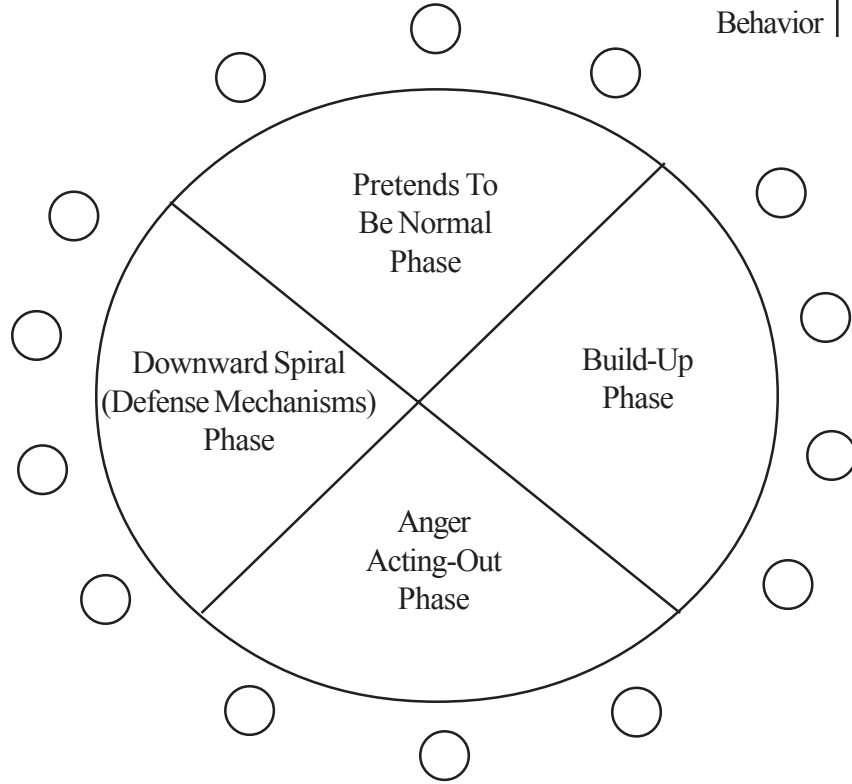 Behavior
Pretends To
Be Normal
Phase
Downward Spiral
(Defense Mechanisms)
Phase
Build-Up
Phase
Anger
Acting-Out
Phase